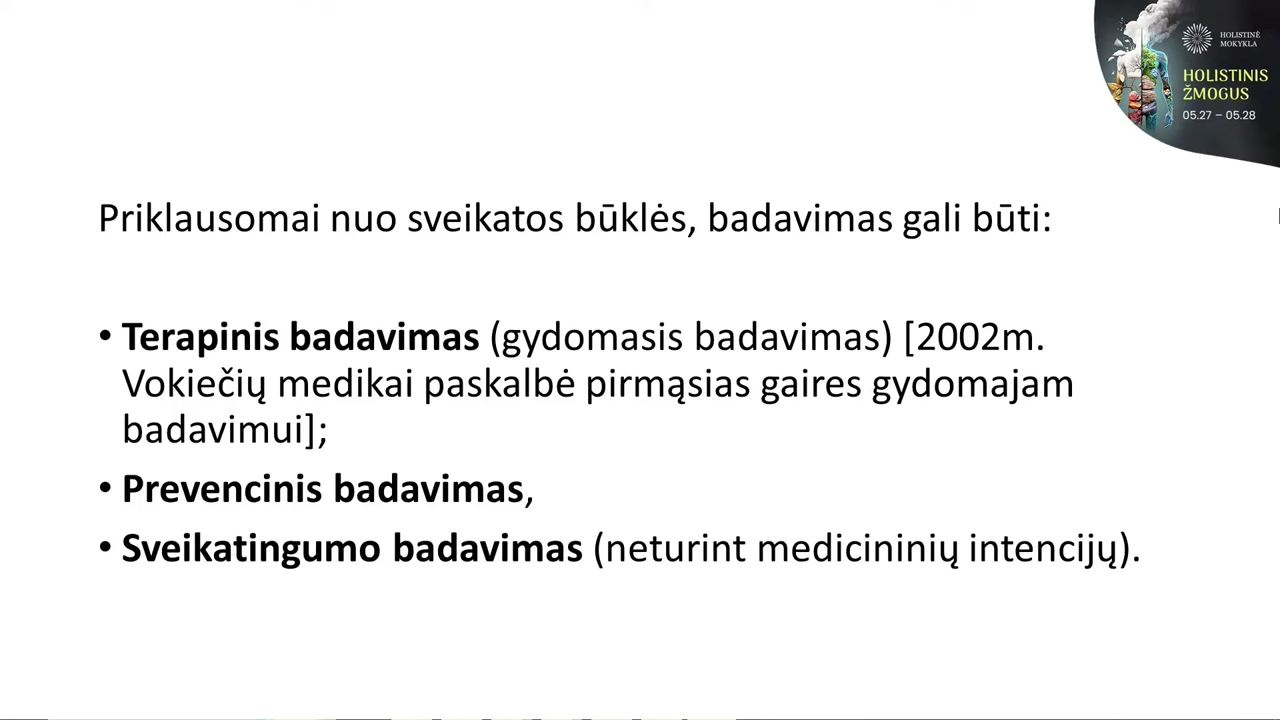 HOLISTINĖ
MOKYKLA
HOLISTINIS
ŽMOGUS
05.27 – 05.28
Priklausomai nuo sveikatos būklės, badavimas gali būti:
• Terapinis badavimas (gydomasis badavimas) [2002m.
Vokiečių medikai paskalbė pirmąsias gaires gydomajam
badavimui];
• Prevencinis badavimas,
• Sveikatingumo badavimas (neturint medicininių intencijų).